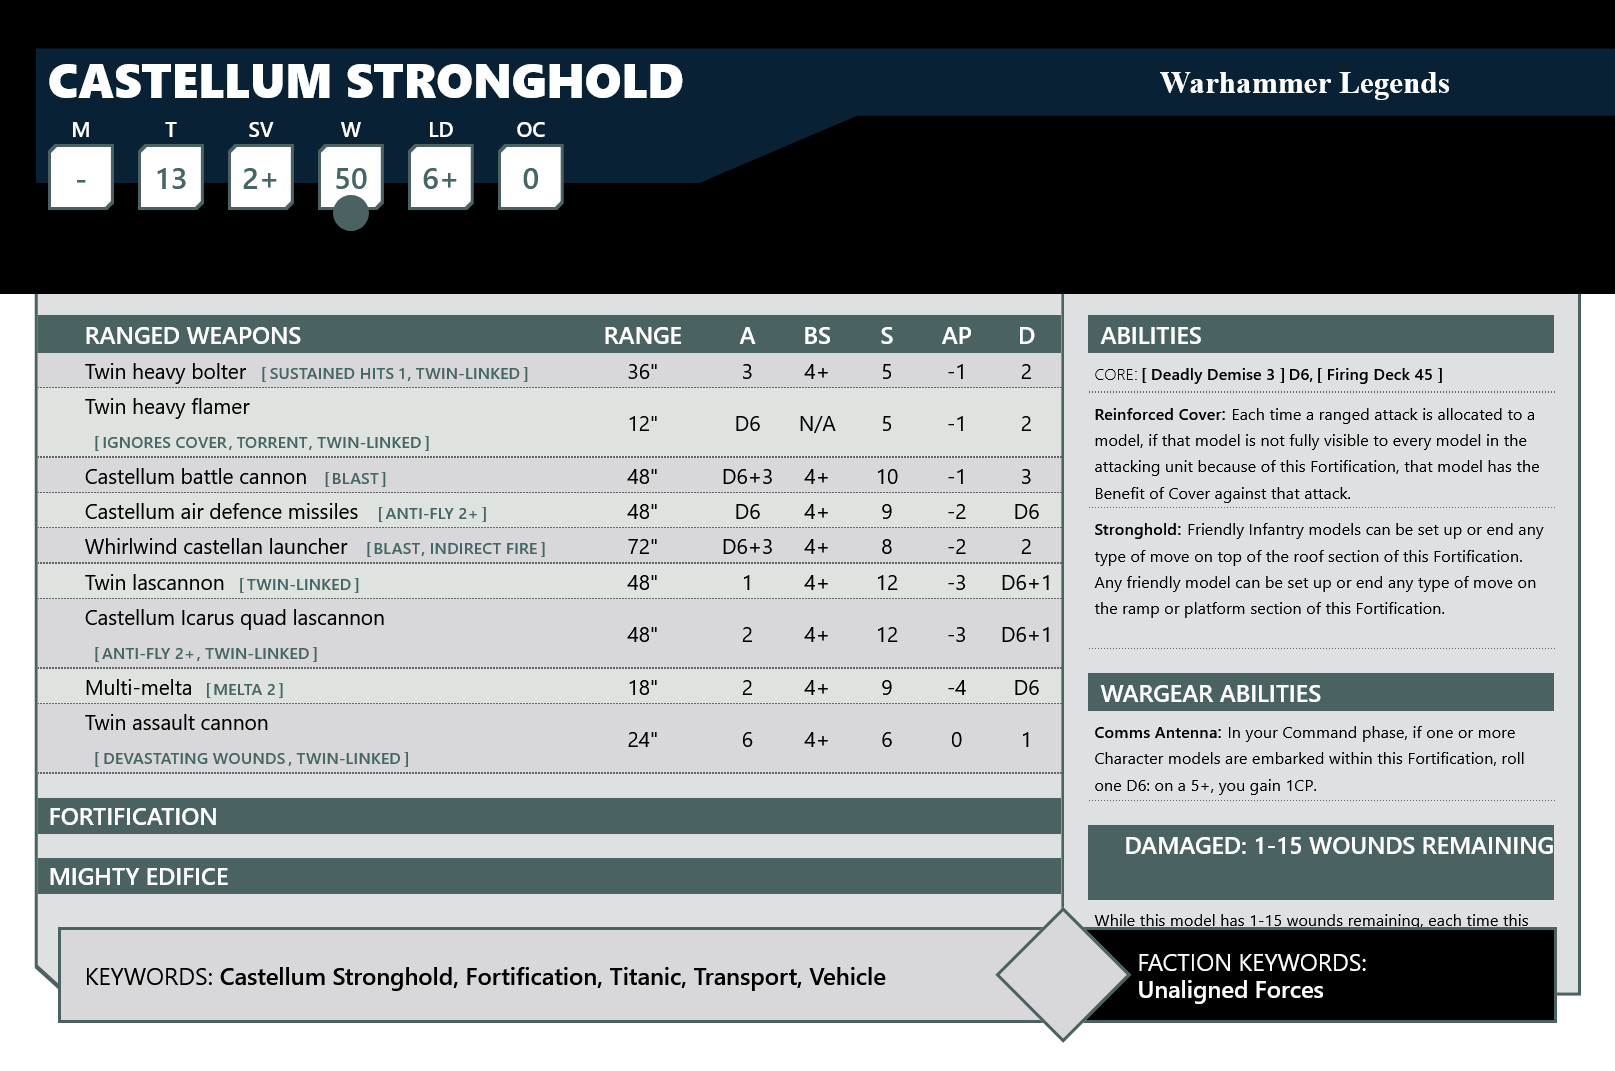 CASTELLUM STRONGHOLD
Warhammer Legends
M T SV W LD OC
- 13 2+ 50 6+ 0
RANGED WEAPONS RANGE A BS S AP D
Twin heavy bolter [ SUSTAINED HITS 1, TWIN-LINKED ] 36" 3 4+ 5 -1 2
Twin heavy flamer
[ IGNORES COVER, TORRENT, TWIN-LINKED ] 12" D6 N/A 5 -1 2
Castellum battle cannon [ BLAST ] 48" D6+3 4+ 10 -1 3
Castellum air defence missiles [ ANTI-FLY 2+ ] 48" D6 4+ 9 -2 D6
Whirlwind castellan launcher [ BLAST, INDIRECT FIRE ] 72" D6+3 4+ 8 -2 2
Twin lascannon [ TWIN-LINKED ] 48" 1 4+ 12 -3 D6+1
Castellum Icarus quad lascannon
[ ANTI-FLY 2+, TWIN-LINKED ] 48" 2 4+ 12 -3 D6+1
Multi-melta [ MELTA 2 ] 18" 2 4+ 9 -4 D6
Twin assault cannon
[ DEVASTATING WOUNDS, TWIN-LINKED ] 24" 6 4+ 6 0 1
FORTIFICATION
MIGHTY EDIFICE
ABILITIES
CORE: [ Deadly Demise 3 ] D6, [ Firing Deck 45 ]
Reinforced Cover: Each time a ranged attack is allocated to a
model, if that model is not fully visible to every model in the
attacking unit because of this Fortification, that model has the
Benefit of Cover against that attack.
Stronghold: Friendly Infantry models can be set up or end any
type of move on top of the roof section of this Fortification.
Any friendly model can be set up or end any type of move on
the ramp or platform section of this Fortification.
WARGEAR ABILITIES
Comms Antenna: In your Command phase, if one or more
Character models are embarked within this Fortification, roll
one D6: on a 5+, you gain 1CP.
DAMAGED: 1-15 WOUNDS REMAINING
While this model has 1-15 wounds remaining, each time this
KEYWORDS: Castellum Stronghold, Fortification, Titanic, Transport, Vehicle
FACTION KEYWORDS:
Unaligned Forces